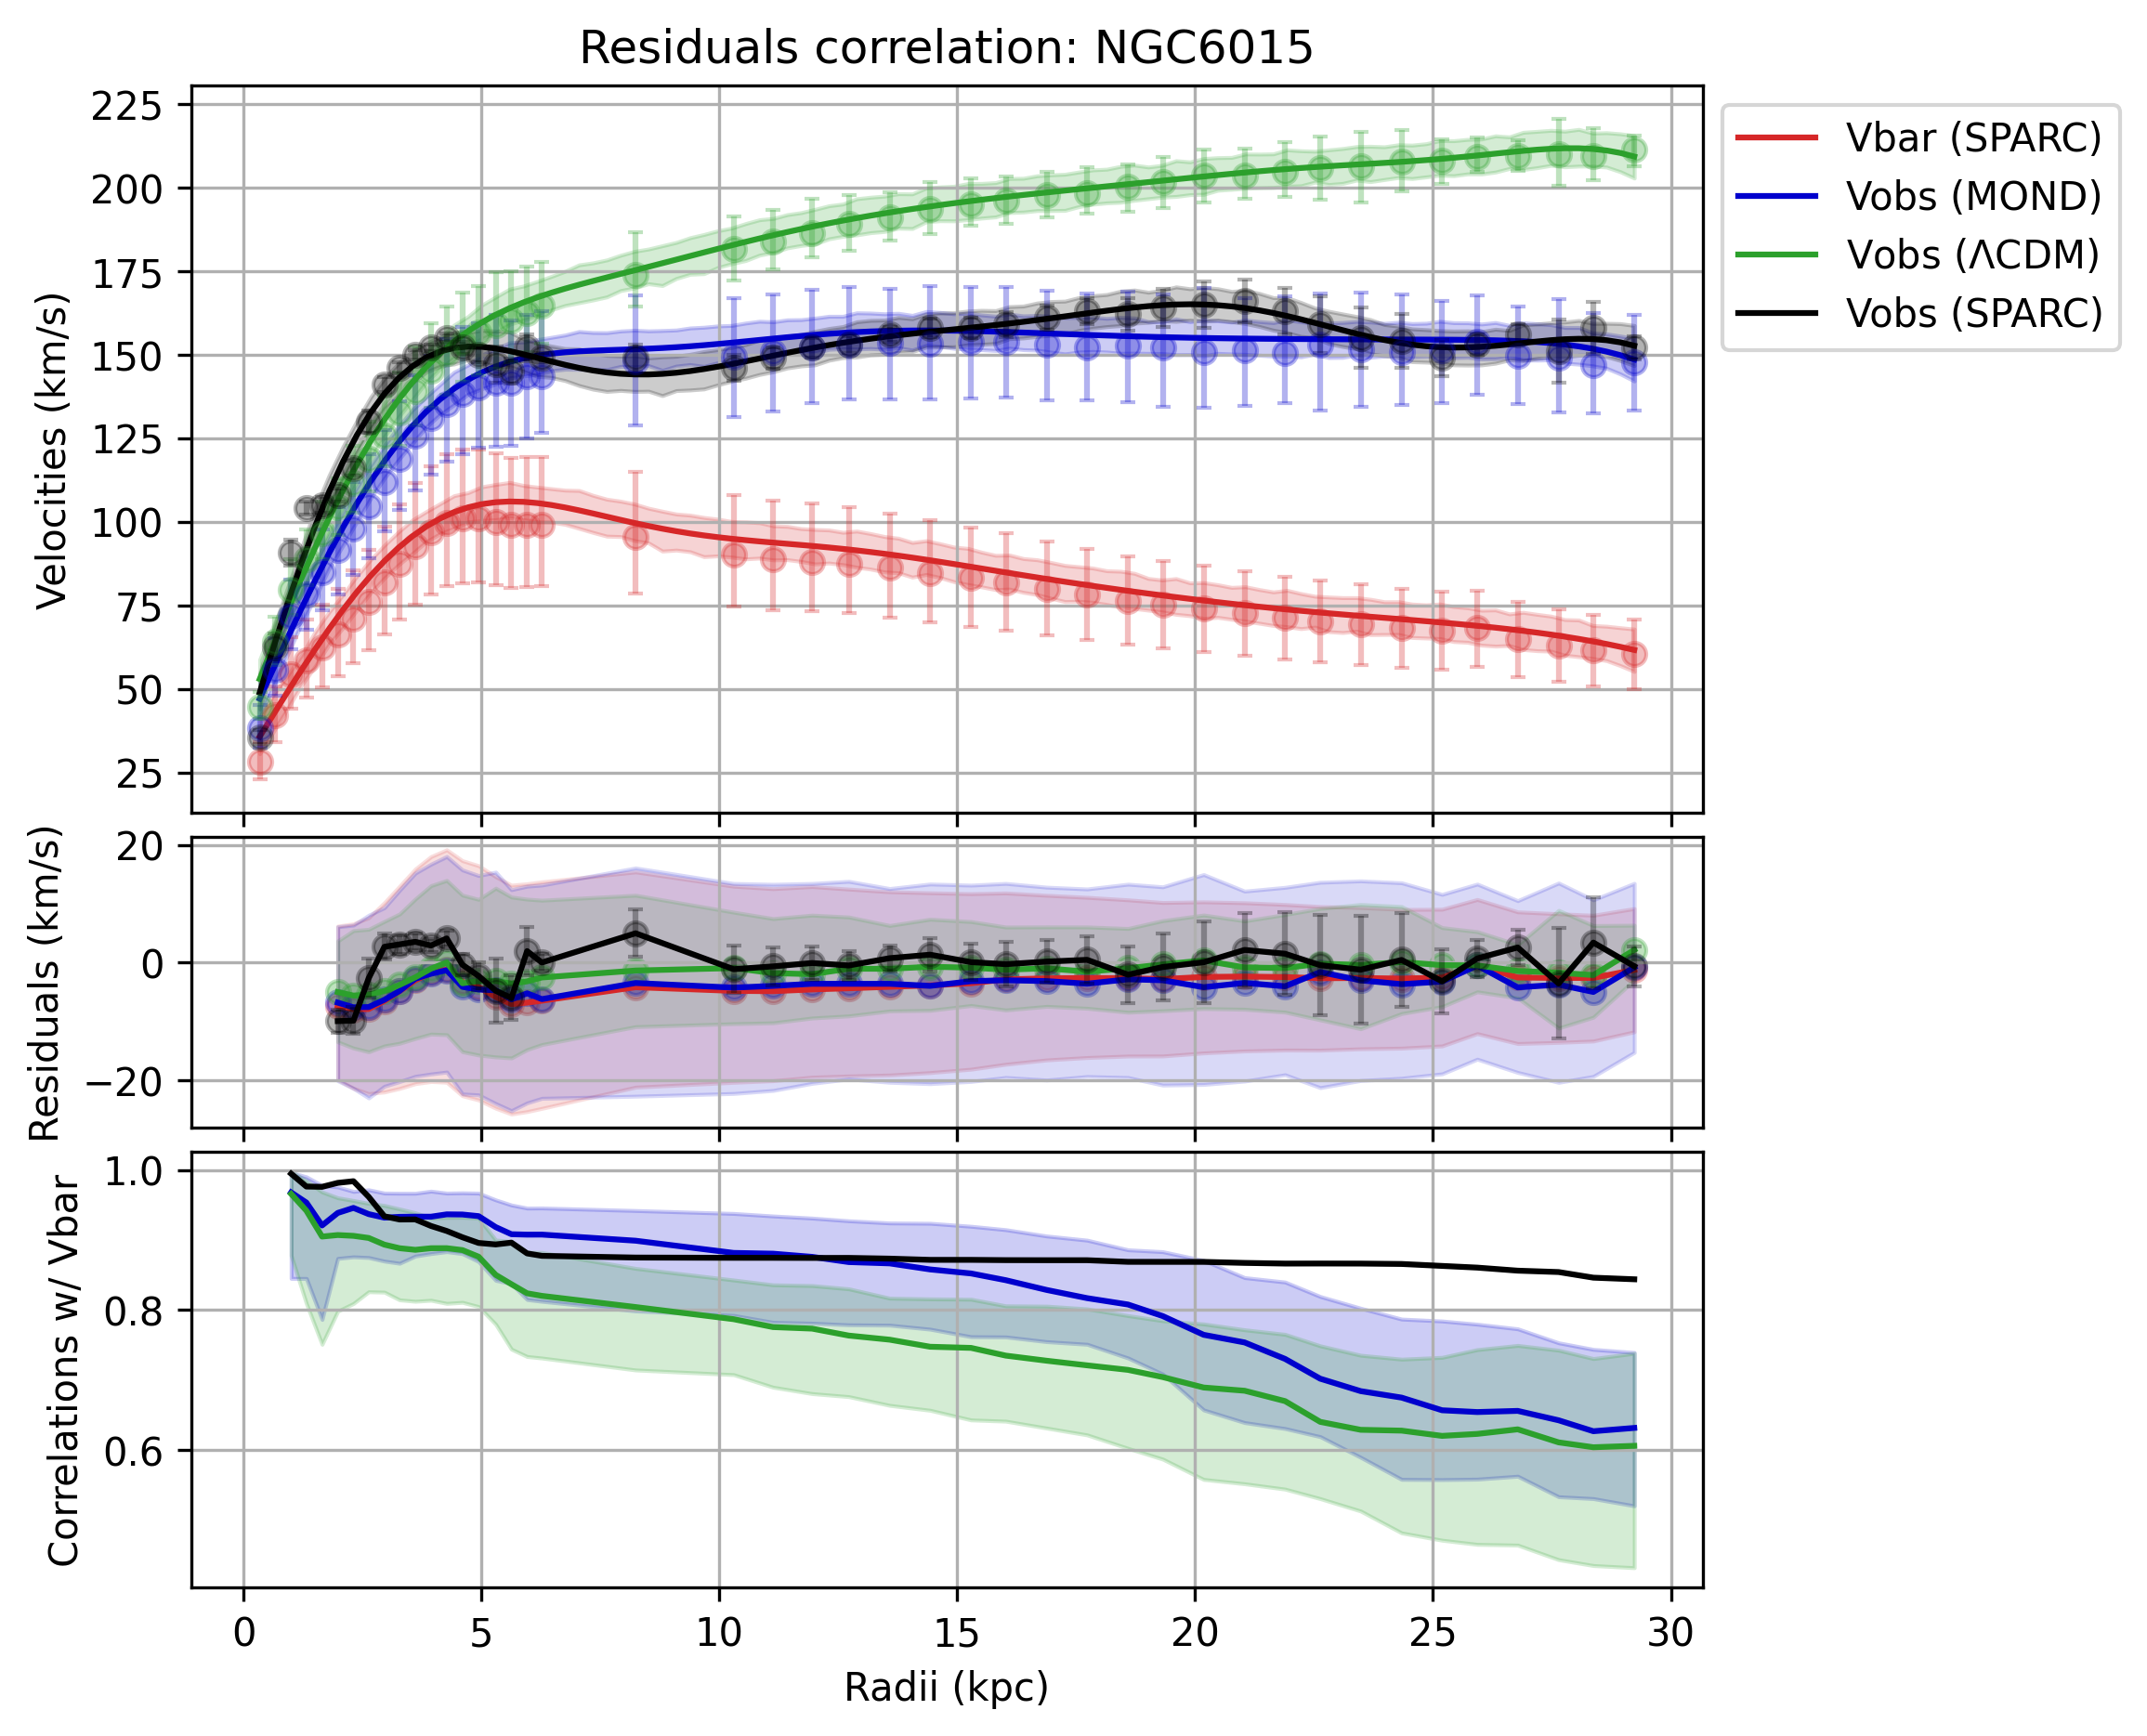 Residuals correlation: NGC6015
225
200
175
150
125
100
75
50
25
Velocities (km/s)
Vbar (SPARC)
Vobs (MOND)
Vobs (ΛCDM)
Vobs (SPARC)
20
0
−20
Residuals (km/s)
1.0
0.8
0.6
Correlations w/ Vbar
0 5 10 15 20 25 30
Radii (kpc)